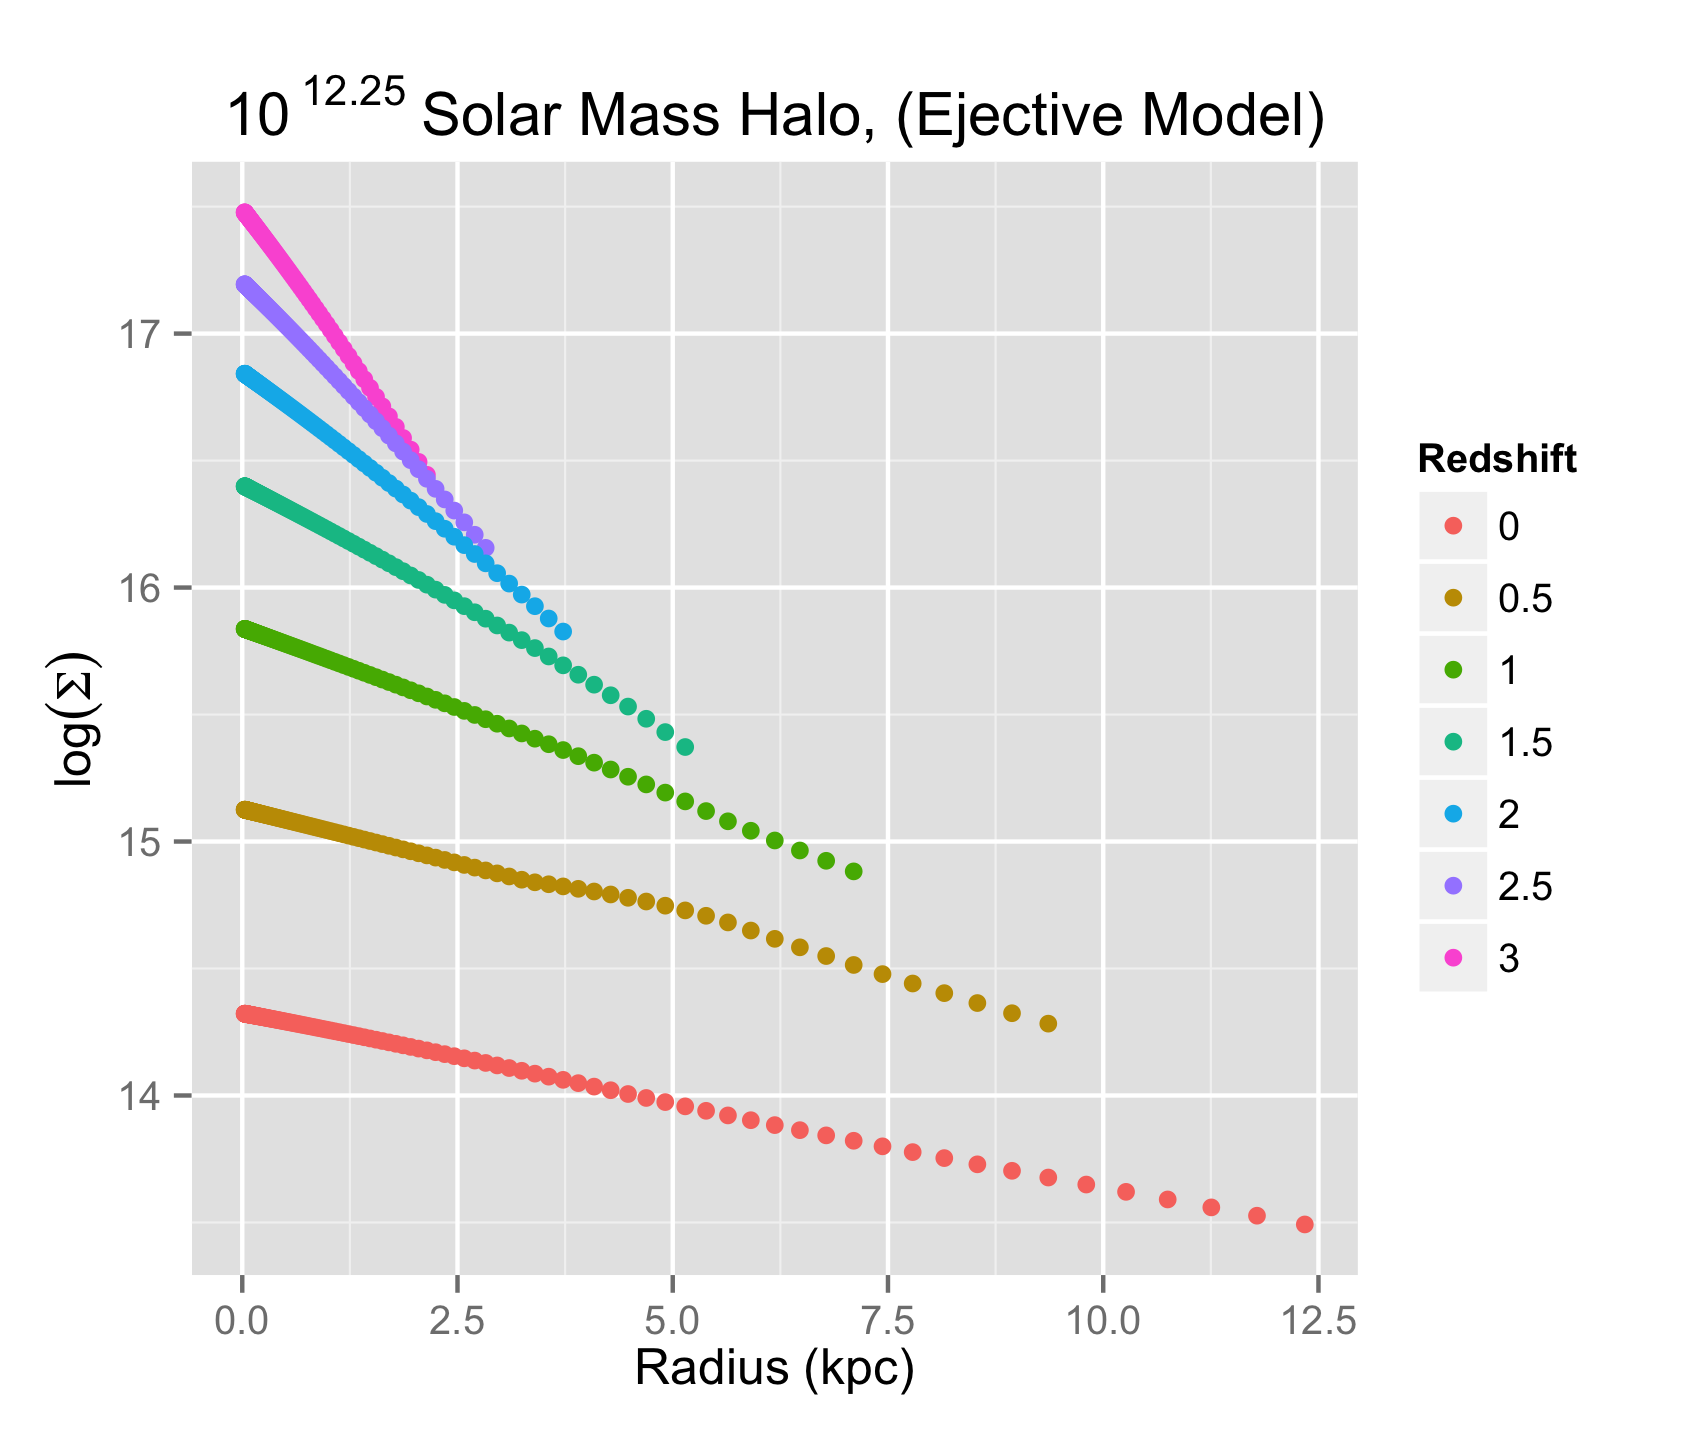 10 12.25 Solar Mass Halo, (Ejective Model)
17
16
15
14
log(Σ)
0.0 2.5 5.0 7.5 10.0 12.5
Radius (kpc)
Redshift
0
0.5
1
1.5
2
2.5
3